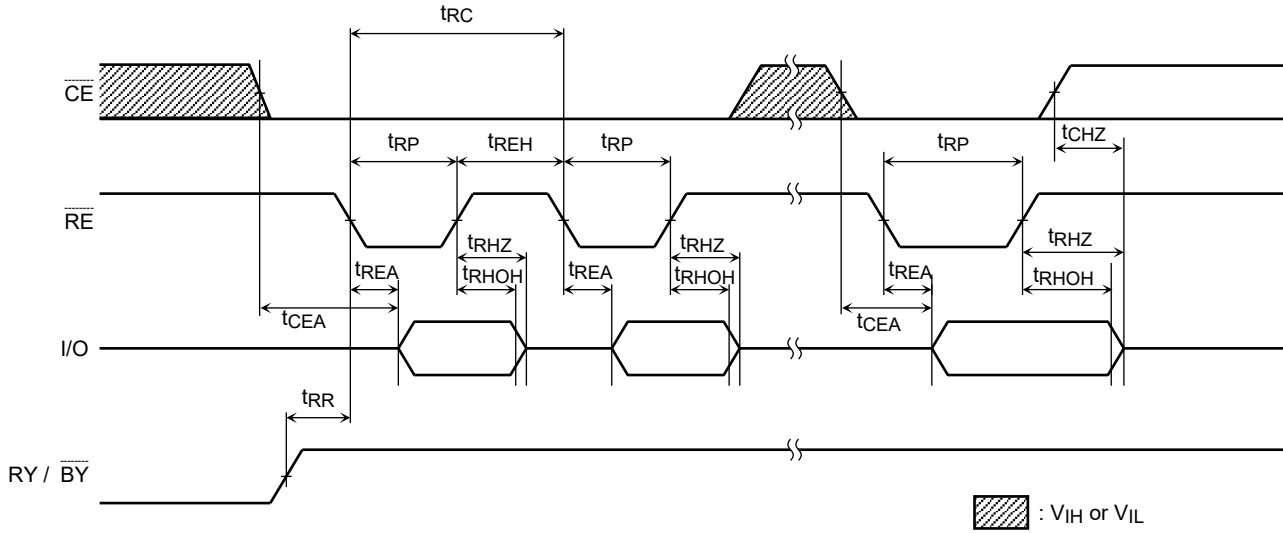 tRC
CE
tCHZ
tRP tREH tRP tRP
RE
tRHZ tRHZ tRHZ
tREA tRHOH tREA tRHOH tREA tRHOH
tCEA tCEA
I/O
tRR
RY / BY
: VIH or VIL